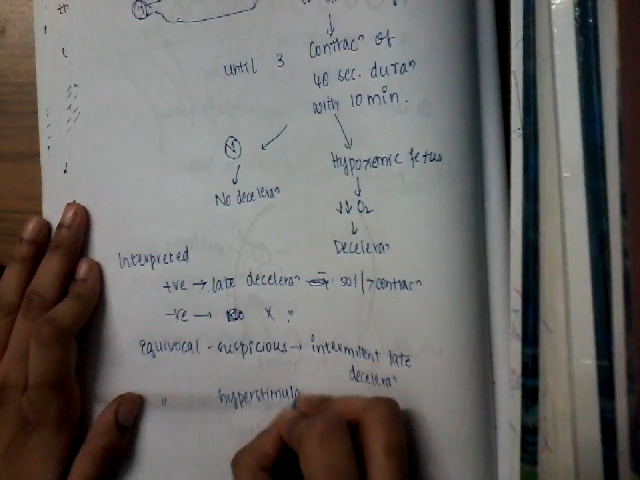 ↓
Contracⁿ of
until 3 40 sec. duraⁿ
with 10 min.
(N) Hypoxemic fetus
↓ ↓
No deceleraⁿ ↓↓ O₂
↓
Deceleraⁿ
Interpreted
+ve → late deceleraⁿ 50% contracⁿ
-ve → X "
Equivocal - suspicious → intermitent late
deceleraⁿ
" hyperstimula